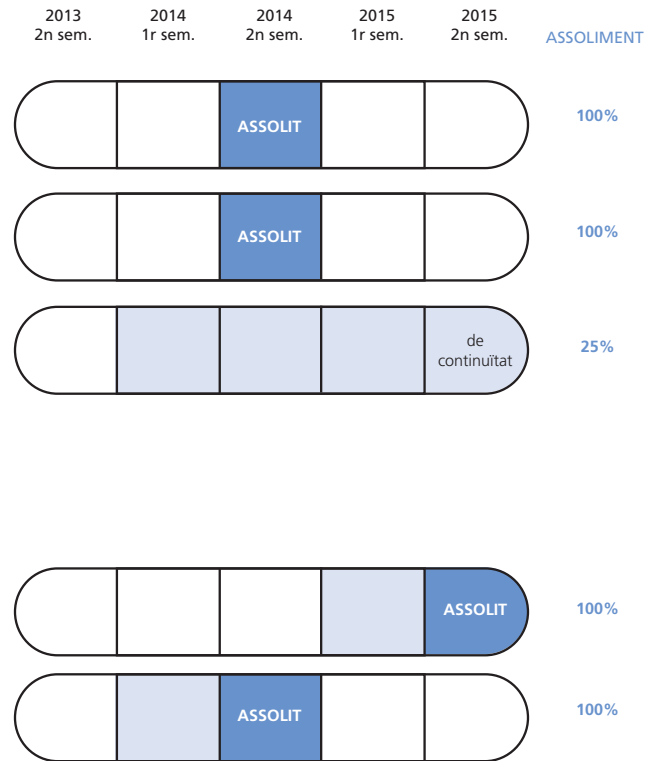 2013 2014 2014 2015 2015
2n sem. 1r sem. 2n sem. 1r sem. 2n sem. ASSOLIMENT
ASSOLIT 100%
ASSOLIT 100%
de
continuïtat 25%
ASSOLIT 100%
ASSOLIT 100%